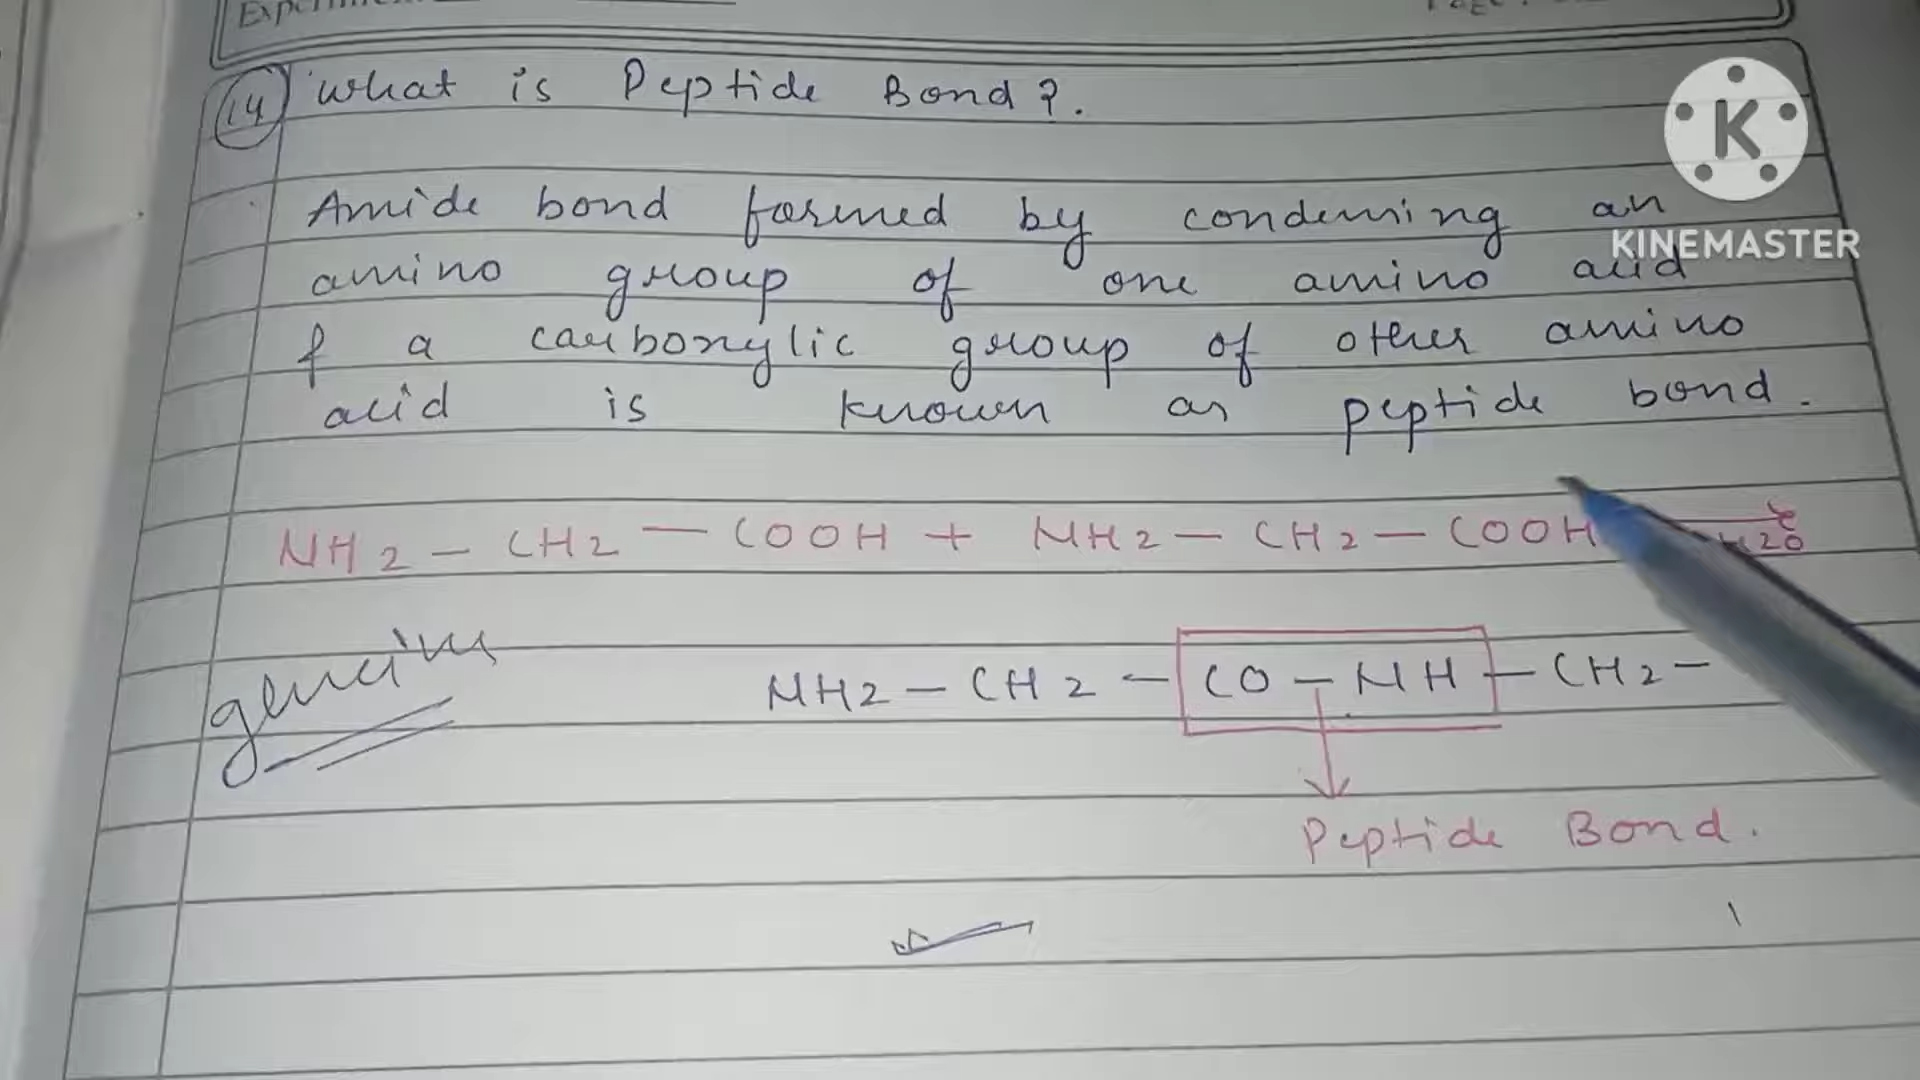 14 What is Peptide Bond?.
K
KINEMASTER
Amide bond formed by condensing an
amino group of one amino acid
& a carbonylic group of other amino
acid is known as peptide bond.
NH2 - CH2 - COOH + NH2 - CH2 - COOH H2O
NH2 - CH2 - CO - NH - CH2 -
Peptide Bond.